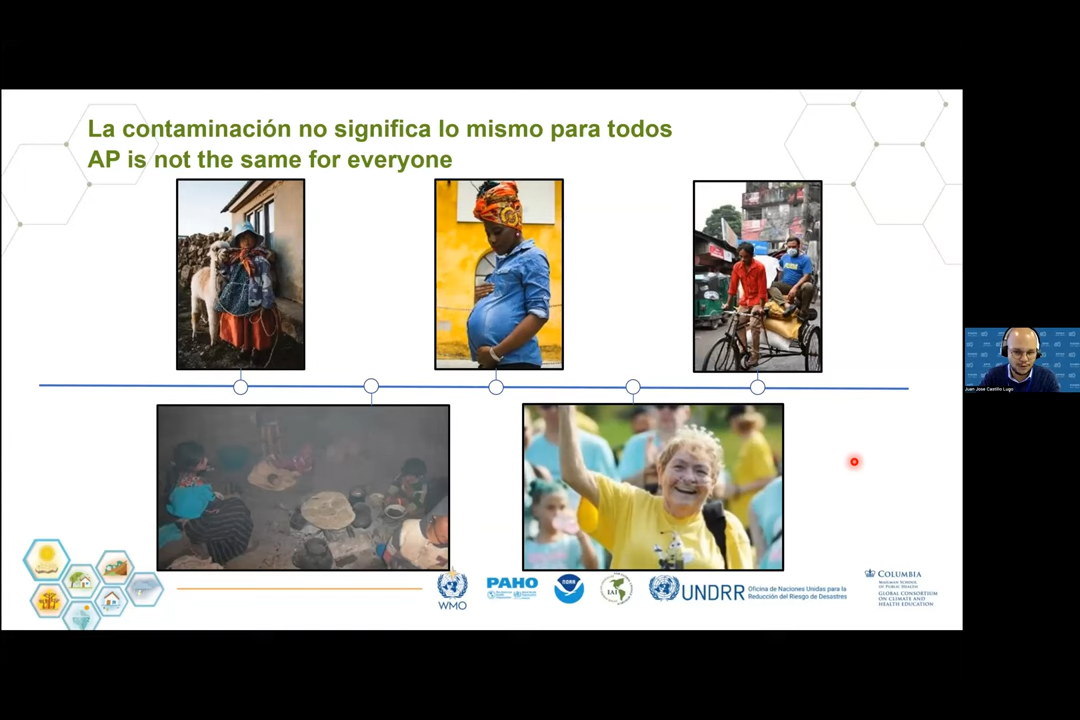 La contaminación no significa lo mismo para todos
AP is not the same for everyone
Juan Jose Castillo Lugo
WMO
PAHO
NOAA
IAI
UNDRR
Oficina de Naciones Unidas para la
Reducción del Riesgo de Desastres
COLUMBIA
MAILMAN SCHOOL
OF PUBLIC HEALTH
GLOBAL CONSORTIUM
ON CLIMATE AND
HEALTH EDUCATION